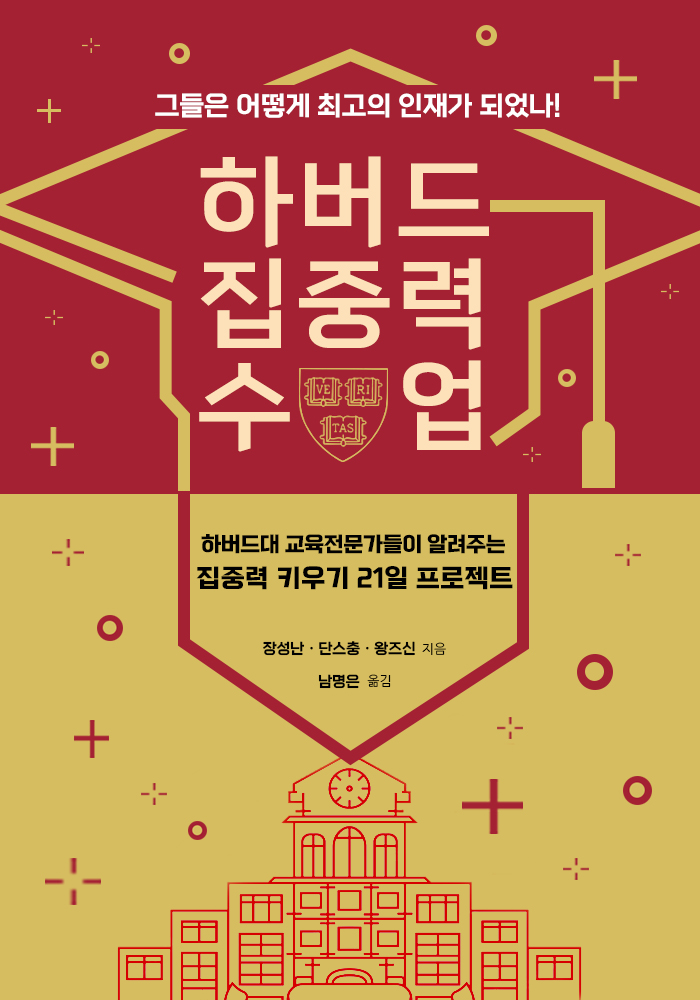 그들은 어떻게 최고의 인재가 되었나!
하버드
집중력
수업
VE RI
TAS
하버드대 교육전문가들이 알려주는
집중력 키우기 21일 프로젝트
장성난 · 단스충 · 왕즈신 지음
남명은 옮김